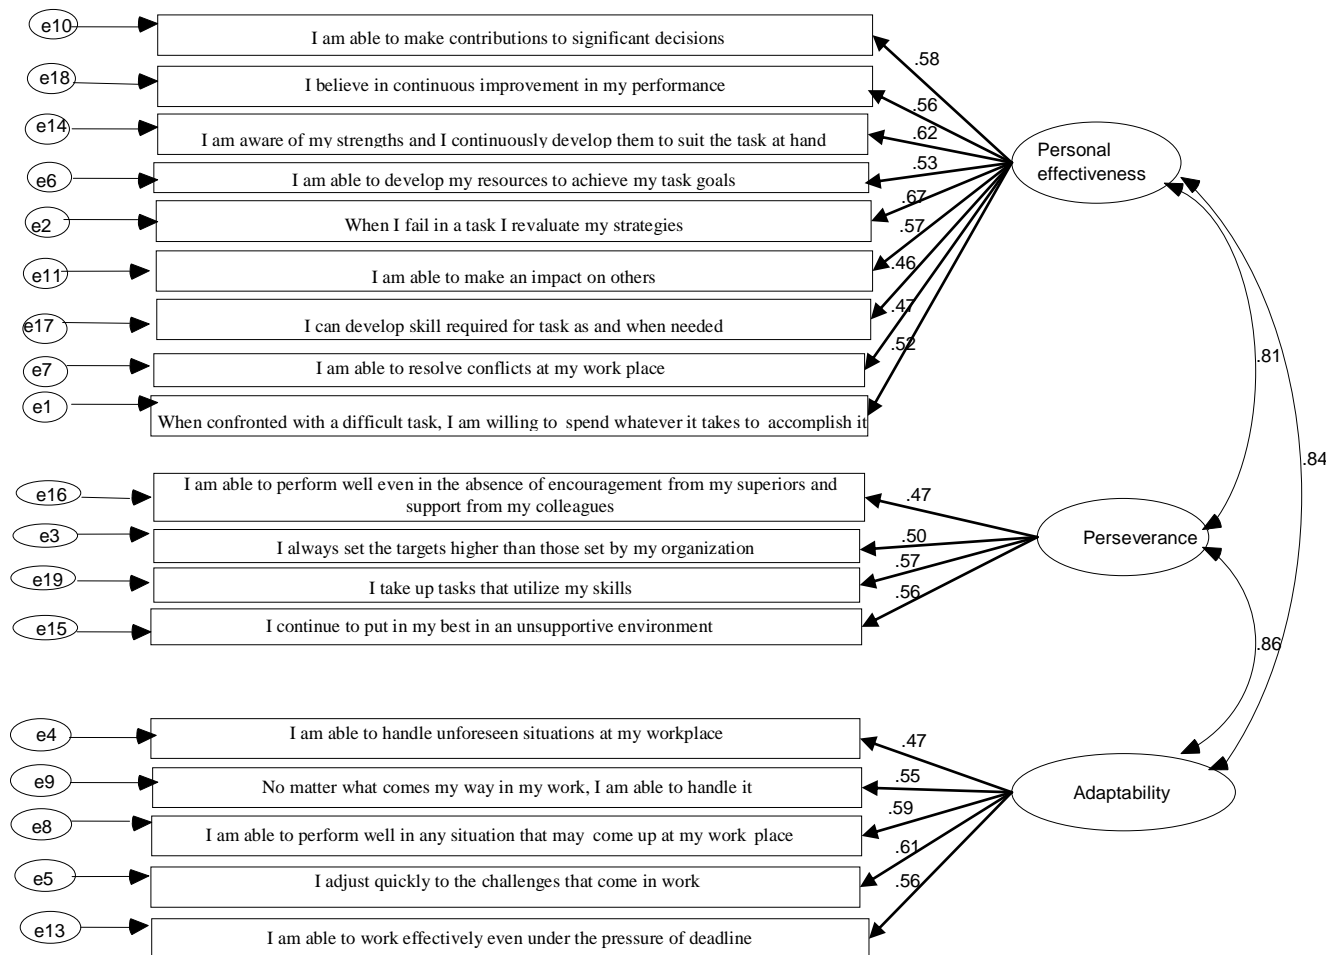 e10
I am able to make contributions to significant decisions
.58
e18
I believe in continuous improvement in my performance
.56
e14
I am aware of my strengths and I continuously develop them to suit the task at hand
.62
Personal
effectiveness
e6
I am able to develop my resources to achieve my task goals
.53
e2
When I fail in a task I revaluate my strategies
.67
e11
I am able to make an impact on others
.57
e17
I can develop skill required for task as and when needed
.46
e7
I am able to resolve conflicts at my work place
.47
e1
When confronted with a difficult task, I am willing to spend whatever it takes to accomplish it
.52
.81
.84
e16
I am able to perform well even in the absence of encouragement from my superiors and
support from my colleagues
.47
e3
I always set the targets higher than those set by my organization
.50
Perseverance
e19
I take up tasks that utilize my skills
.57
e15
I continue to put in my best in an unsupportive environment
.56
.86
e4
I am able to handle unforeseen situations at my workplace
.47
e9
No matter what comes my way in my work, I am able to handle it
.55
Adaptability
e8
I am able to perform well in any situation that may come up at my work place
.59
e5
I adjust quickly to the challenges that come in work
.61
e13
I am able to work effectively even under the pressure of deadline
.56